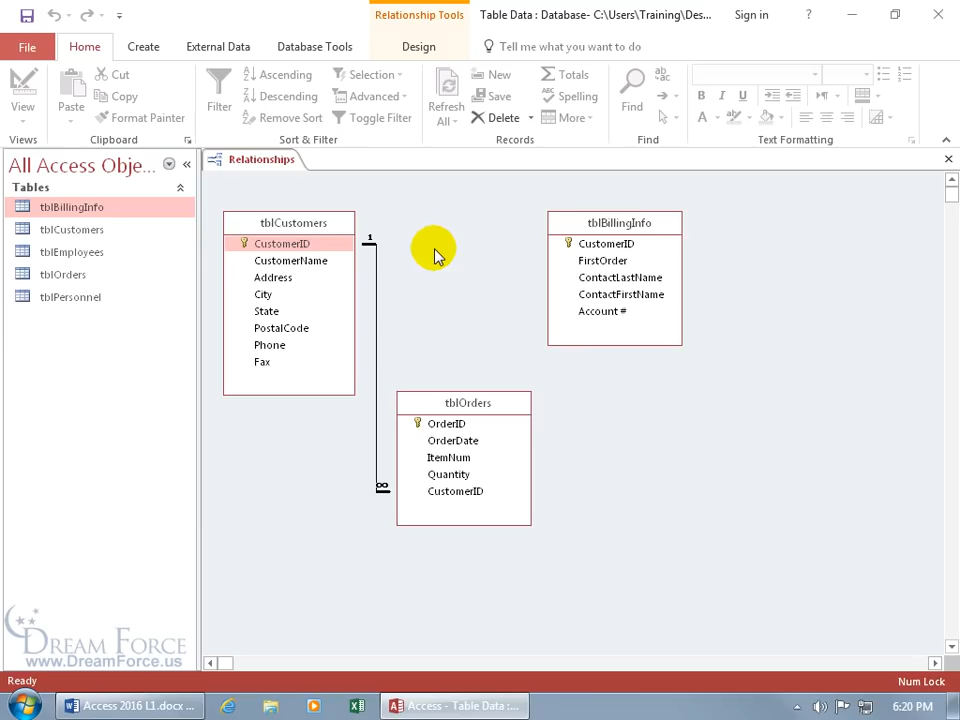 Relationship Tools
Table Data : Database- C:\Users\Training\Des...
Sign in
?
File
Home
Create
External Data
Database Tools
Design
Tell me what you want to do
View
Views
Paste
Cut
Copy
Format Painter
Clipboard
Filter
Ascending
Descending
Remove Sort
Selection
Advanced
Toggle Filter
Sort & Filter
Refresh
All
New
Save
Delete
Totals
Spelling
More
Records
Find
Find
B I U
A
Text Formatting
All Access Obje...
Tables
tblBillingInfo
tblCustomers
tblEmployees
tblOrders
tblPersonnel
Relationships
tblCustomers
CustomerID
CustomerName
Address
City
State
PostalCode
Phone
Fax
1
∞
tblOrders
OrderID
OrderDate
ItemNum
Quantity
CustomerID
tblBillingInfo
CustomerID
FirstOrder
ContactLastName
ContactFirstName
Account #
DREAM FORCE
www.DreamForce.us
Ready
Num Lock
Access 2016 L1.docx ...
Access - Table Data :...
6:20 PM